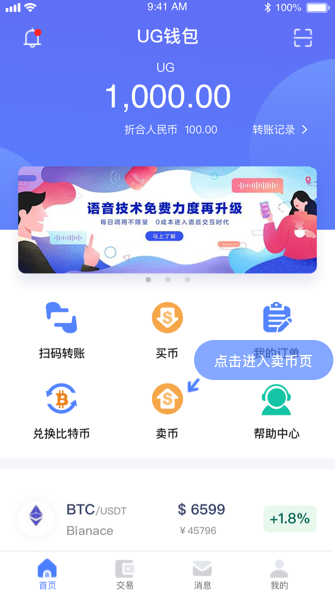 9:41 AM
100%
UG钱包
UG
1,000.00
折合人民币 100.00 转账记录
语音技术免费力度再升级
每日调用不限量 0成本进入语音交互时代
马上了解
扫码转账 买币 我的订单
点击进入卖币页
兑换比特币 卖币 帮助中心
BTC/USDT $ 6599 +1.8%
Bianace ￥45796
首页 交易 消息 我的